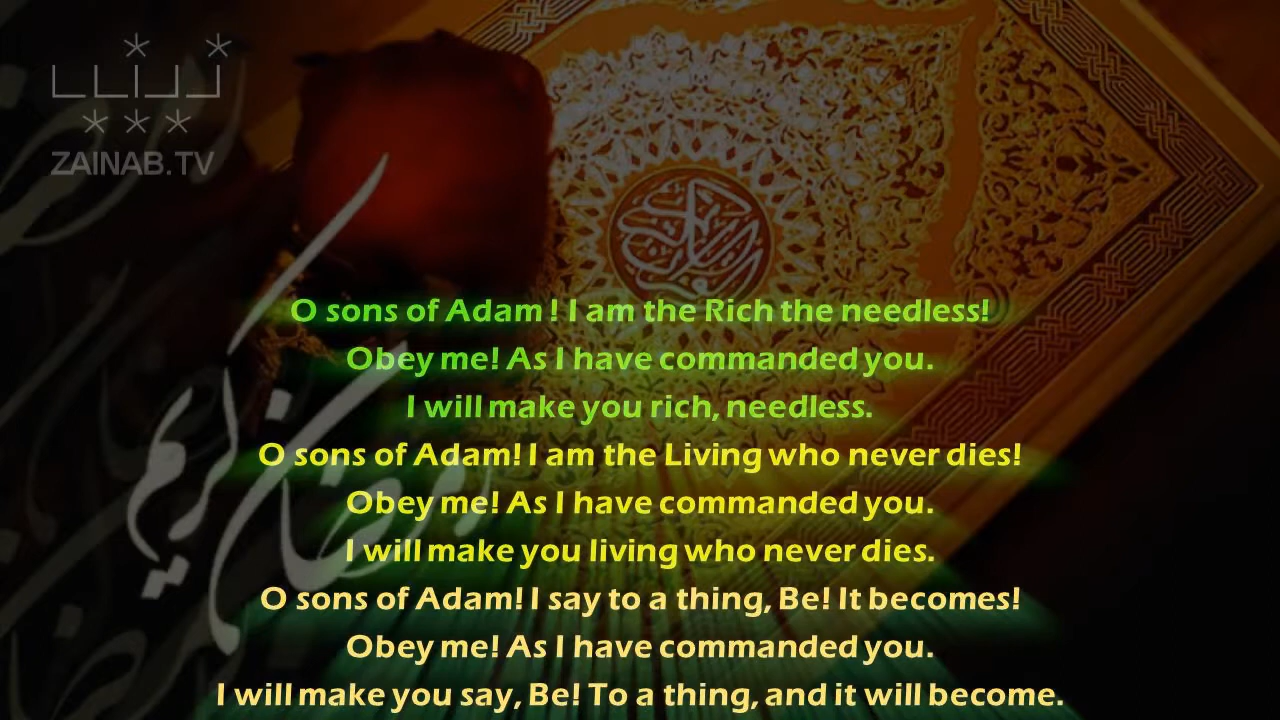 ZAINAB.TV
O sons of Adam ! I am the Rich the needless!
Obey me! As I have commanded you.
I will make you rich, needless.
O sons of Adam! I am the Living who never dies!
Obey me! As I have commanded you.
I will make you living who never dies.
O sons of Adam! I say to a thing, Be! It becomes!
Obey me! As I have commanded you.
I will make you say, Be! To a thing, and it will become.
رمضان كريم